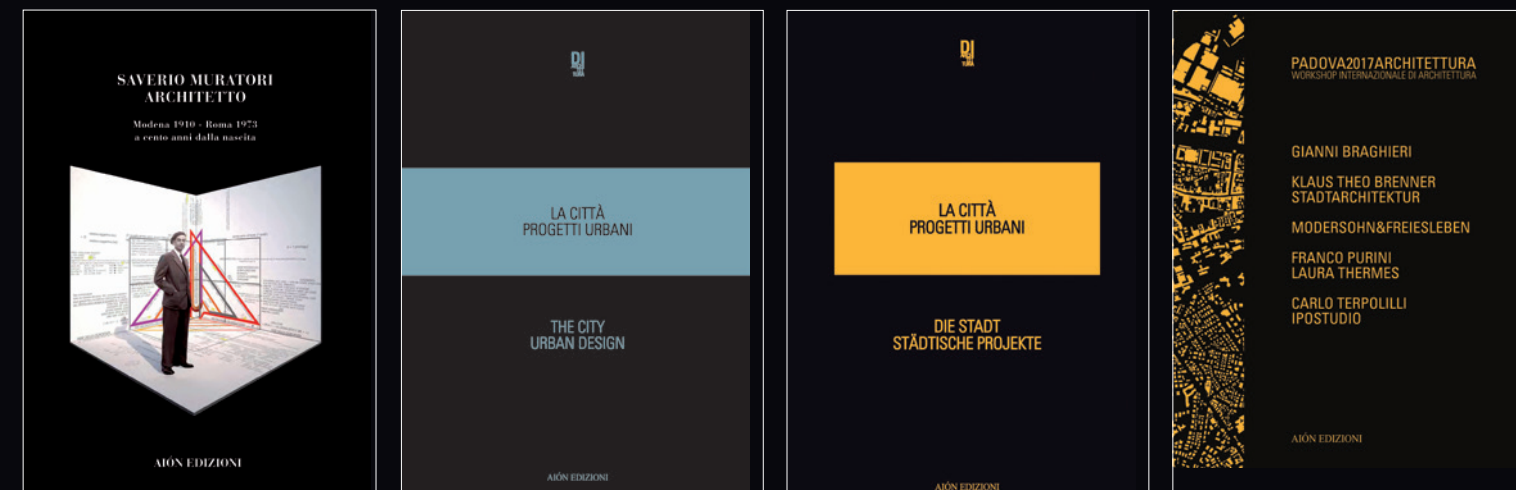 SAVERIO MURATORI
ARCHITETTO
Modena 1910 - Roma 1973
a cento anni dalla nascita
AIÓN EDIZIONI
LA CITTÀ
PROGETTI URBANI
THE CITY
URBAN DESIGN
AIÓN EDIZIONI
LA CITTÀ
PROGETTI URBANI
DIE STADT
STÄDTISCHE PROJEKTE
AIÓN EDIZIONI
PADOVA2017ARCHITETTURA
WORKSHOP INTERNAZIONALE DI ARCHITETTURA
GIANNI BRAGHIERI
KLAUS THEO BRENNER
STADTARCHITEKTUR
MODERSOHN&FREIESLEBEN
FRANCO PURINI
LAURA THERMES
CARLO TERPOLILLI
IPOSTUDIO
AIÓN EDIZIONI